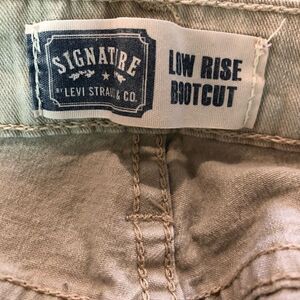 SIGNATURE
BY LEVI STRAUSS & CO.
LOW RISE
BOOTCUT